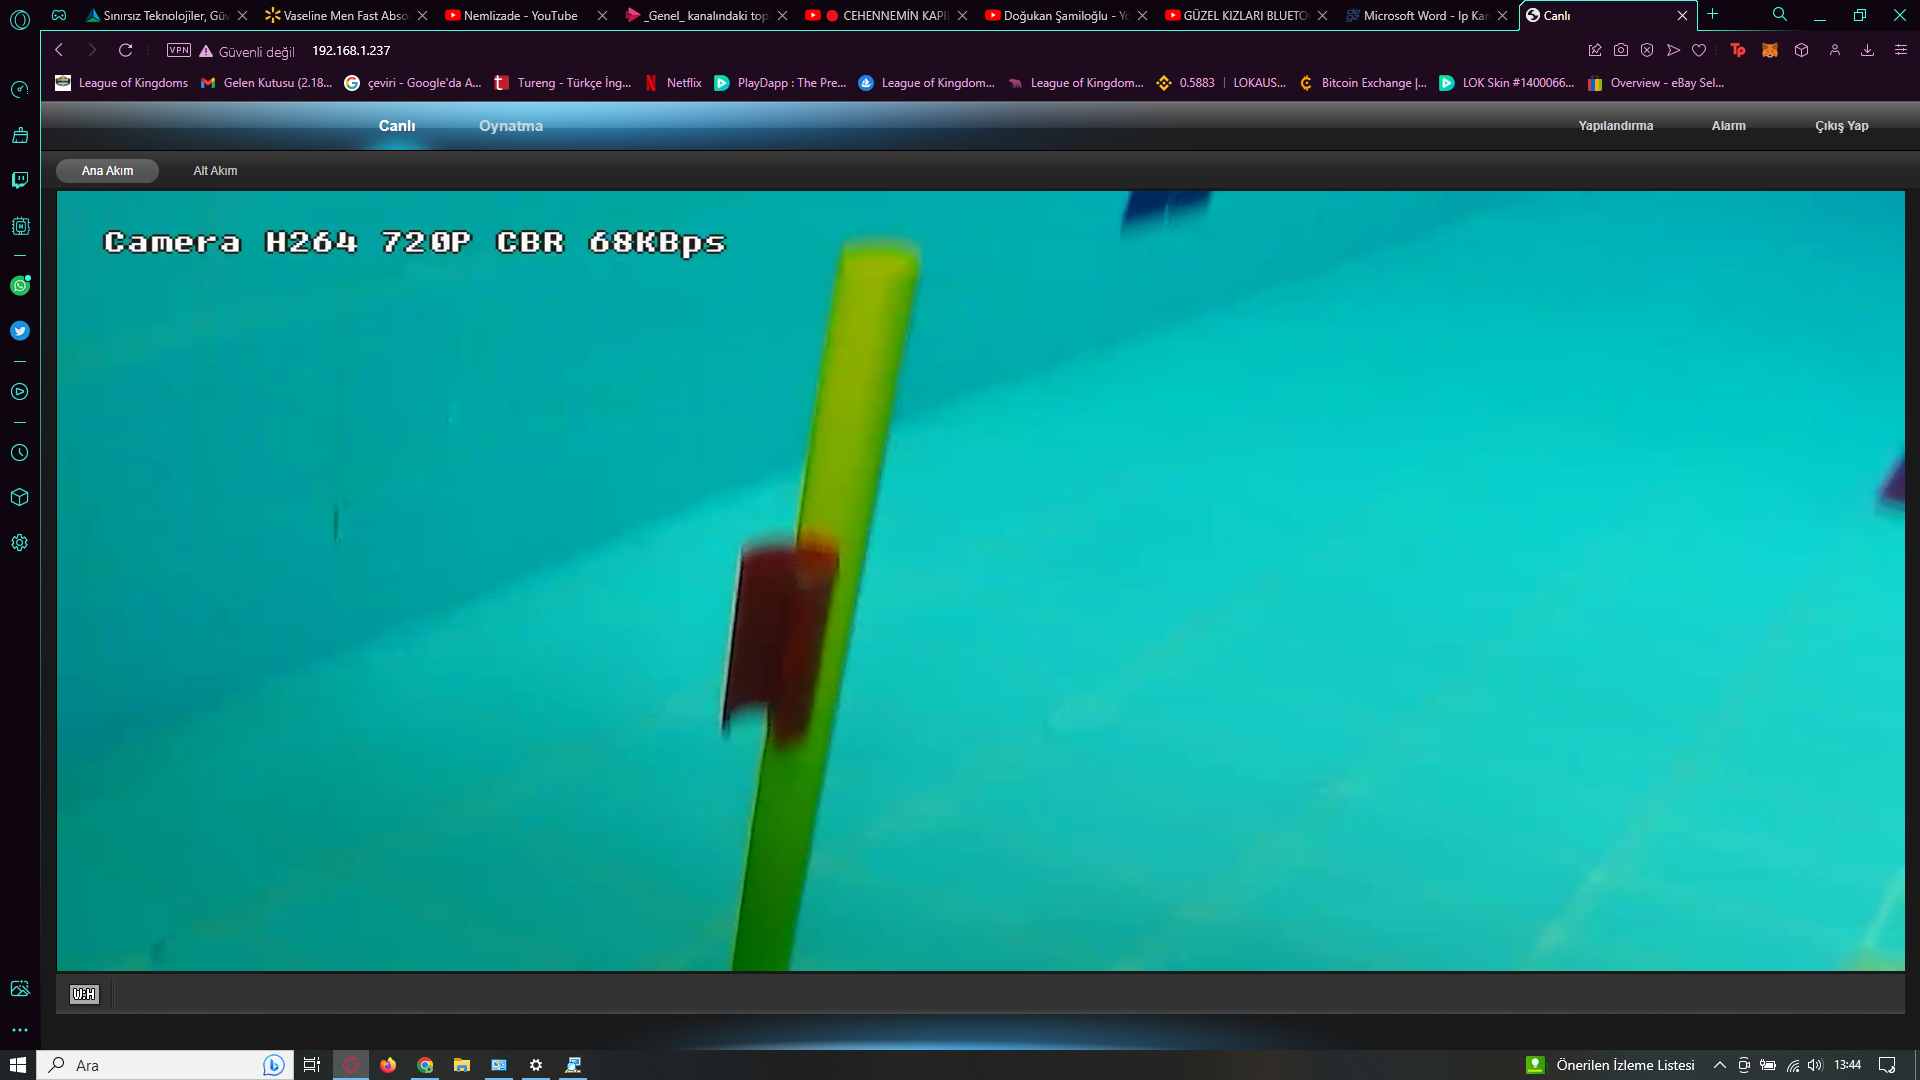 Sınırsız Teknolojiler, Gü
Vaseline Men Fast Abso
Nemlizade - YouTube
_Genel_ kanalındaki top
CEHENNEMİN KAPI
Doğukan Şamiloğlu - Yo
GÜZEL KIZLARI BLUETO
Microsoft Word - Ip Kan
Canlı
VPN
Güvenli değil
192.168.1.237
League of Kingdoms
Gelen Kutusu (2.18...
çeviri - Google'da A...
Tureng - Türkçe İng...
Netflix
PlayDapp : The Pre...
League of Kingdom...
League of Kingdom...
0.5883 | LOKAUS...
Bitcoin Exchange |...
LOK Skin #1400066...
Overview - eBay Sel...
Canlı
Oynatma
Yapılandırma
Alarm
Çıkış Yap
Ana Akım
Alt Akım
Camera H264 720P CBR 68KBps
W:H
Ara
Önerilen İzleme Listesi
13:44